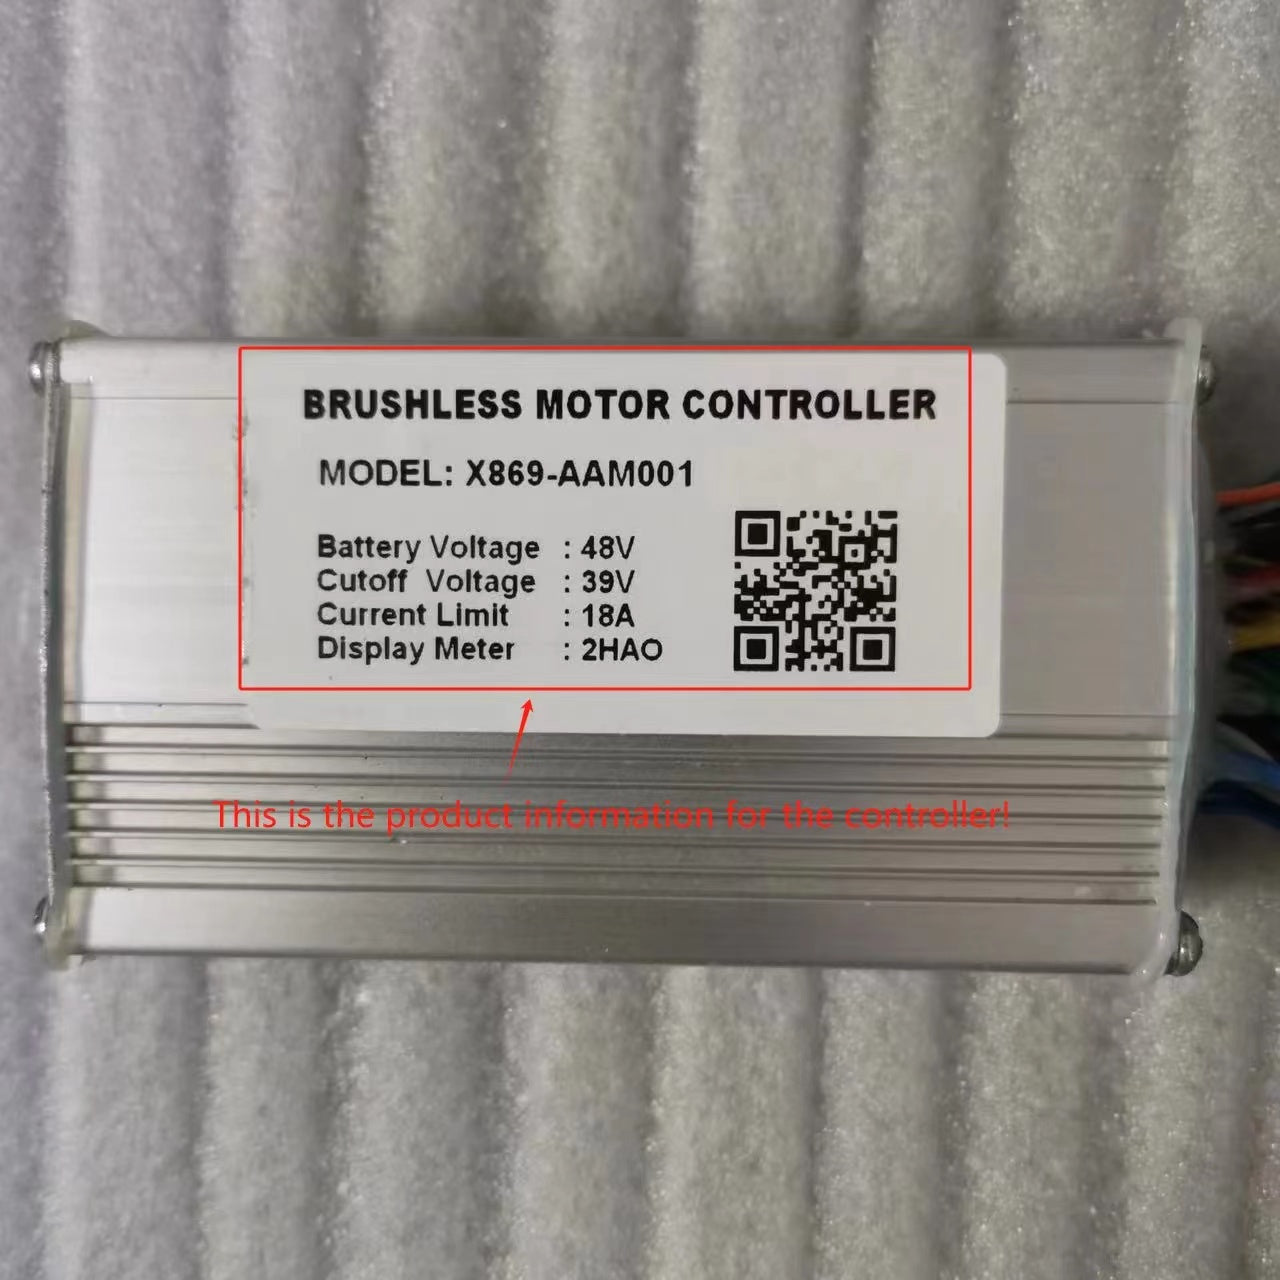 BRUSHLESS MOTOR CONTROLLER
MODEL: X869-AAM001
Battery Voltage : 48V
Cutoff Voltage : 39V
Current Limit : 18A
Display Meter : 2HAO
This is the product information for the controller!